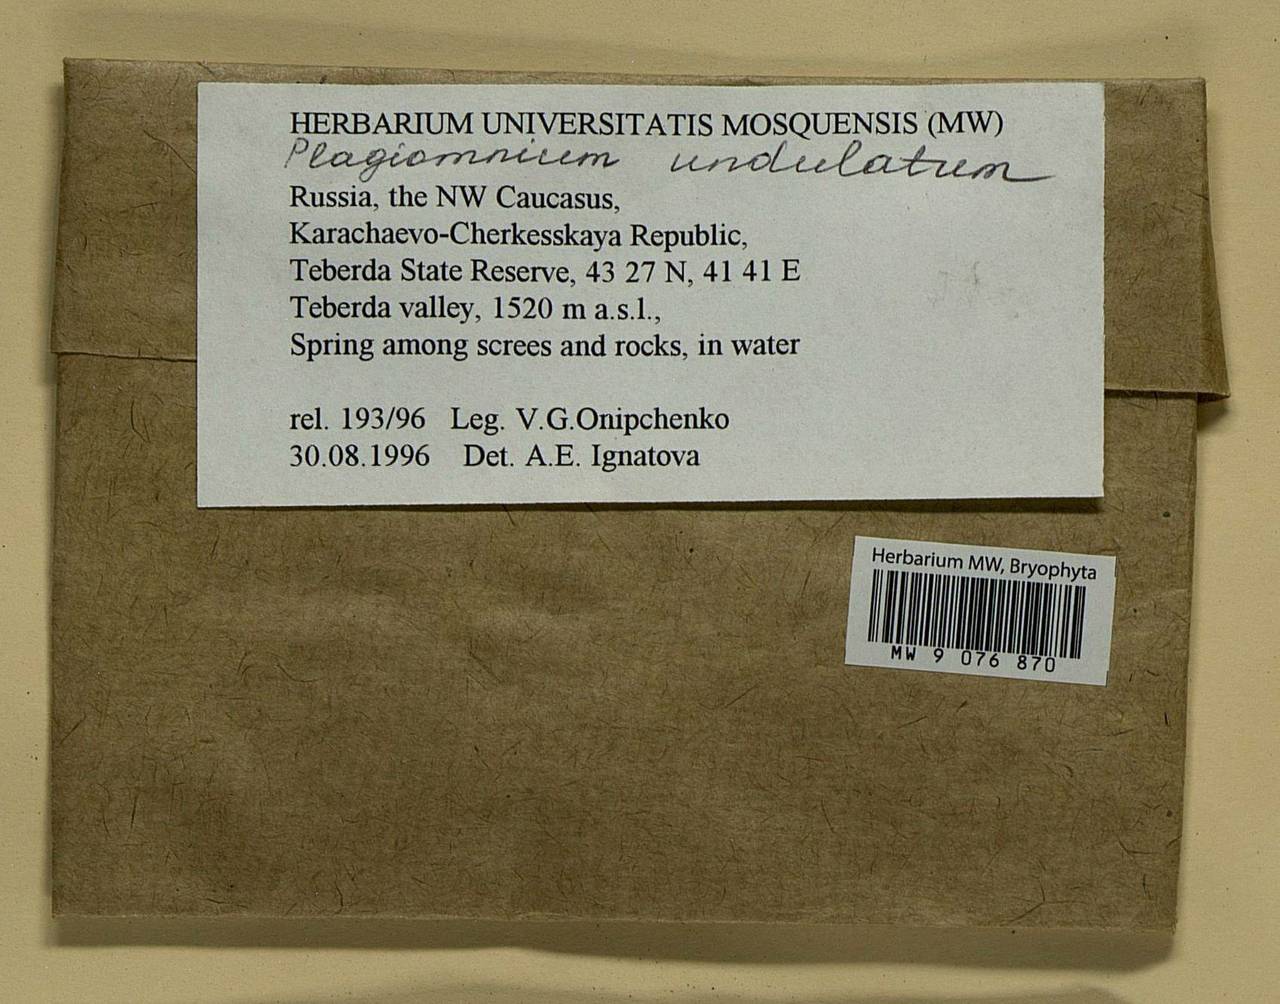 HERBARIUM UNIVERSITATIS MOSQUENSIS (MW)
Plagiomnium undulatum
Russia, the NW Caucasus,
Karachaevo-Cherkesskaya Republic,
Teberda State Reserve, 43 27 N, 41 41 E
Teberda valley, 1520 m a.s.l.,
Spring among screes and rocks, in water
rel. 193/96 Leg. V.G.Onipchenko
30.08.1996 Det. A.E. Ignatova
Herbarium MW, Bryophyta
MW 9 076 870